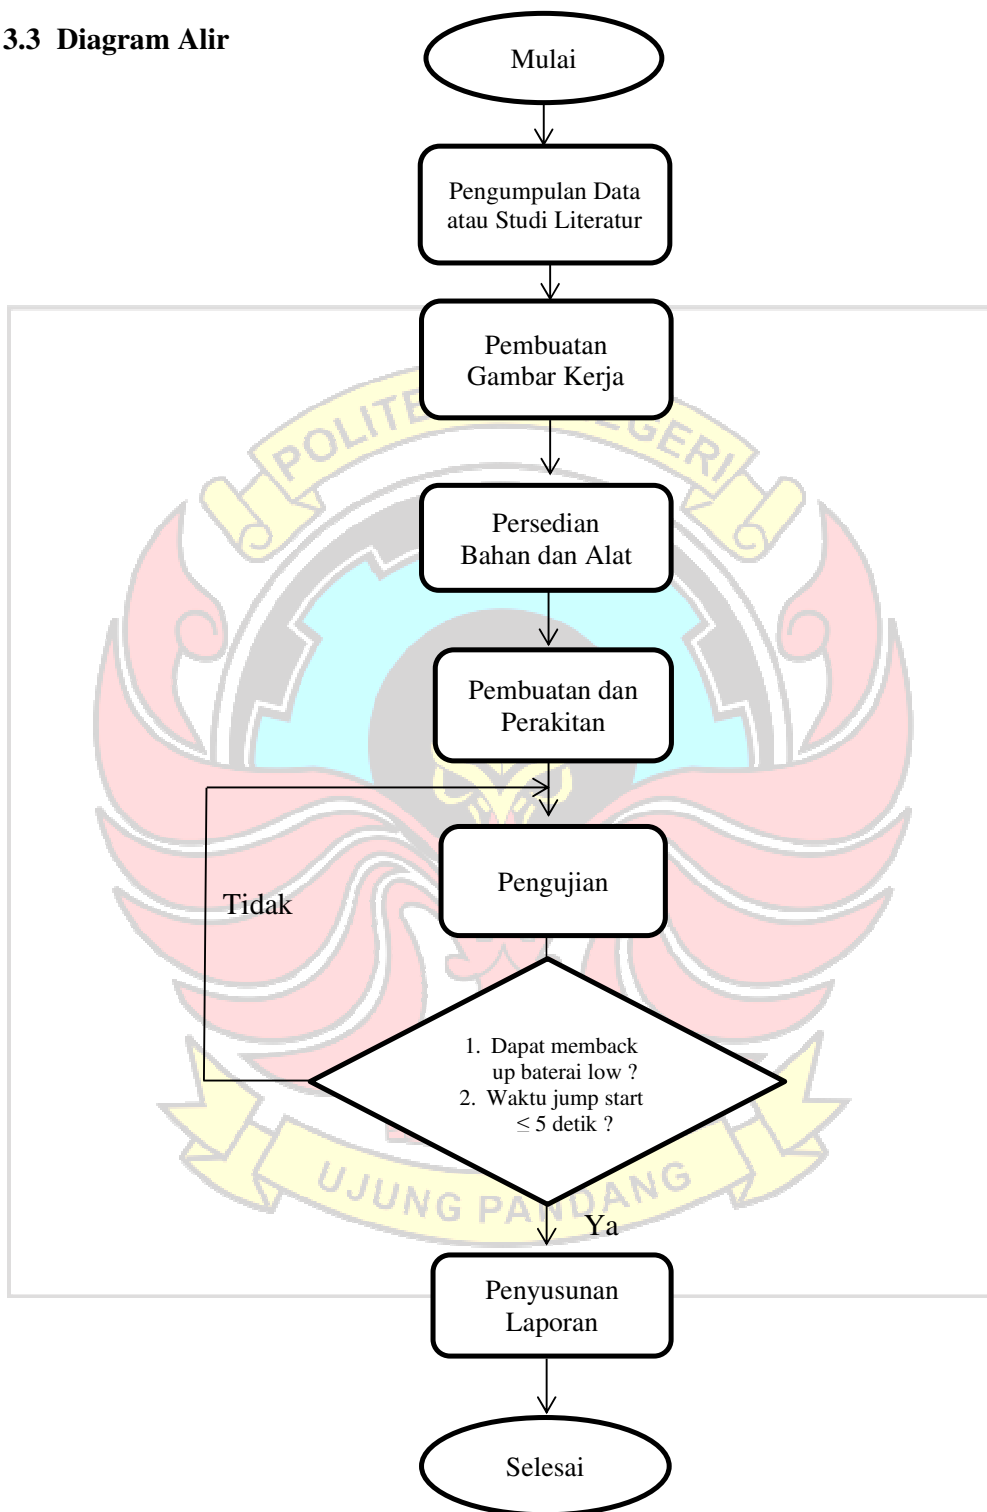 3.3 Diagram Alir
Mulai
Pengumpulan Data
atau Studi Literatur
Pembuatan
Gambar Kerja
POLITE
GERI
Persedian
Bahan dan Alat
Pembuatan dan
Perakitan
Pengujian
Tidak
1. Dapat memback
up baterai low ?
2. Waktu jump start
≤ 5 detik ?
UJUNG PANDANG
Ya
Penyusunan
Laporan
Selesai